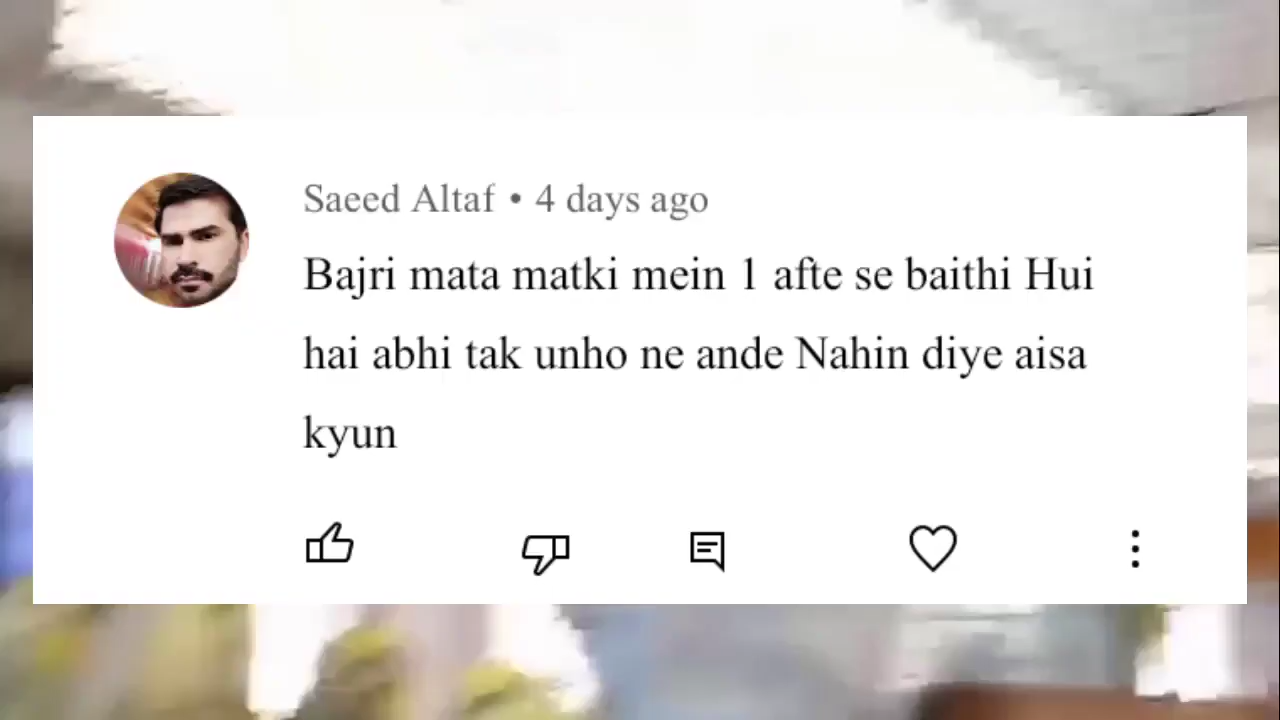 Saeed Altaf • 4 days ago
Bajri mata matki mein 1 afte se baithi Hui
hai abhi tak unho ne ande Nahin diye aisa
kyun